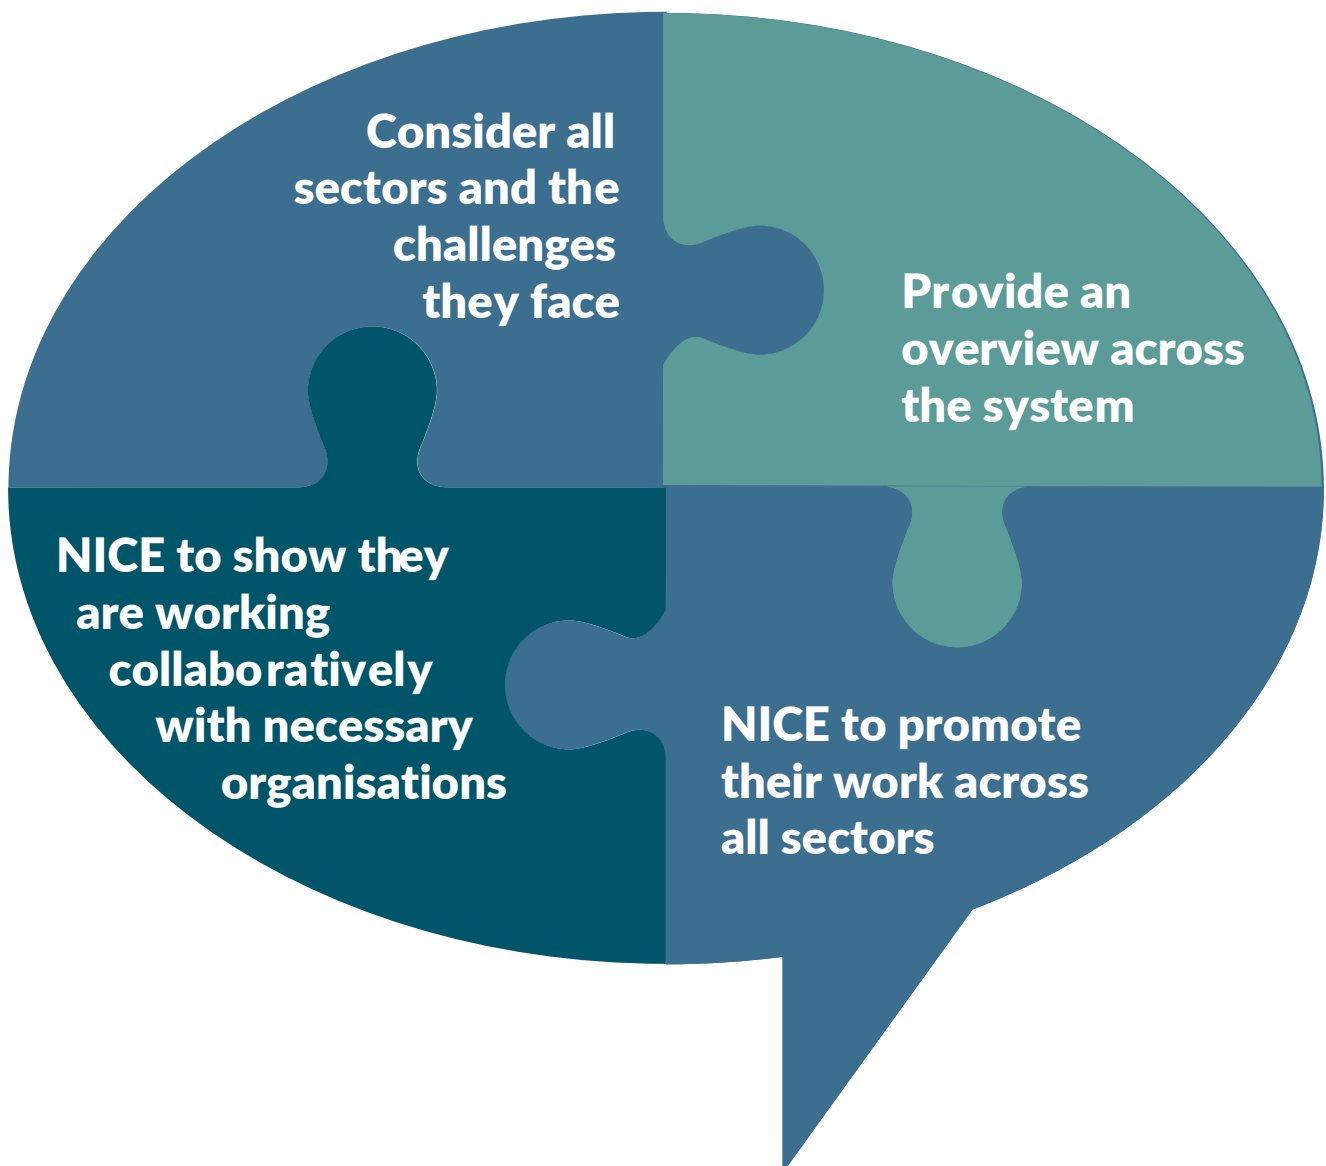 Consider all
sectors and the
challenges
they face
Provide an
overview across
the system
NICE to show they
are working
collaboratively
with necessary
organisations
NICE to promote
their work across
all sectors